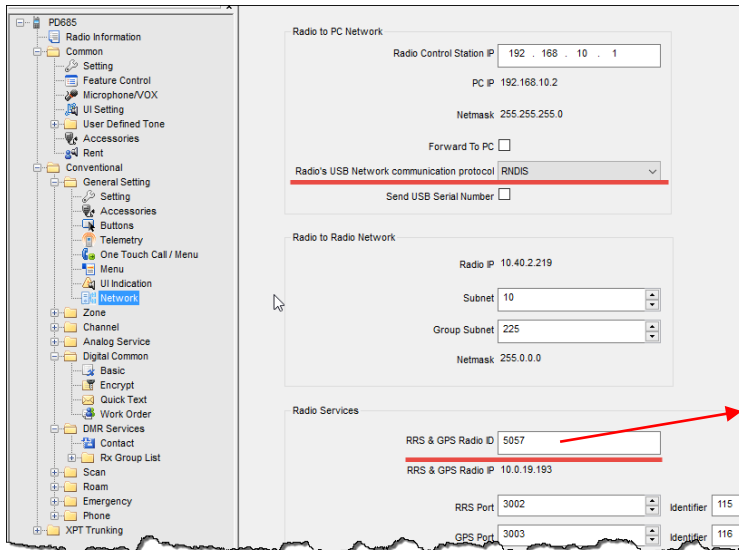 PD685
Radio Information
Common
Setting
Feature Control
Microphone/VOX
UI Setting
User Defined Tone
Accessories
Rent
Conventional
General Setting
Setting
Accessories
Buttons
Telemetry
One Touch Call / Menu
Menu
UI Indication
Network
Zone
Channel
Analog Service
Digital Common
Basic
Encrypt
Quick Text
Work Order
DMR Services
Contact
Rx Group List
Scan
Roam
Emergency
Phone
XPT Trunking
Radio to PC Network
Radio Control Station IP 192 . 168 . 10 . 1
PC IP 192.168.10.2
Netmask 255.255.255.0
Forward To PC
Radio's USB Network communication protocol RNDIS
Send USB Serial Number
Radio to Radio Network
Radio IP 10.40.2.219
Subnet 10
Group Subnet 225
Netmask 255.0.0.0
Radio Services
RRS & GPS Radio ID 5057
RRS & GPS Radio IP 10.0.19.193
RRS Port 3002 Identifier 115
GPS Port 3003 Identifier 116